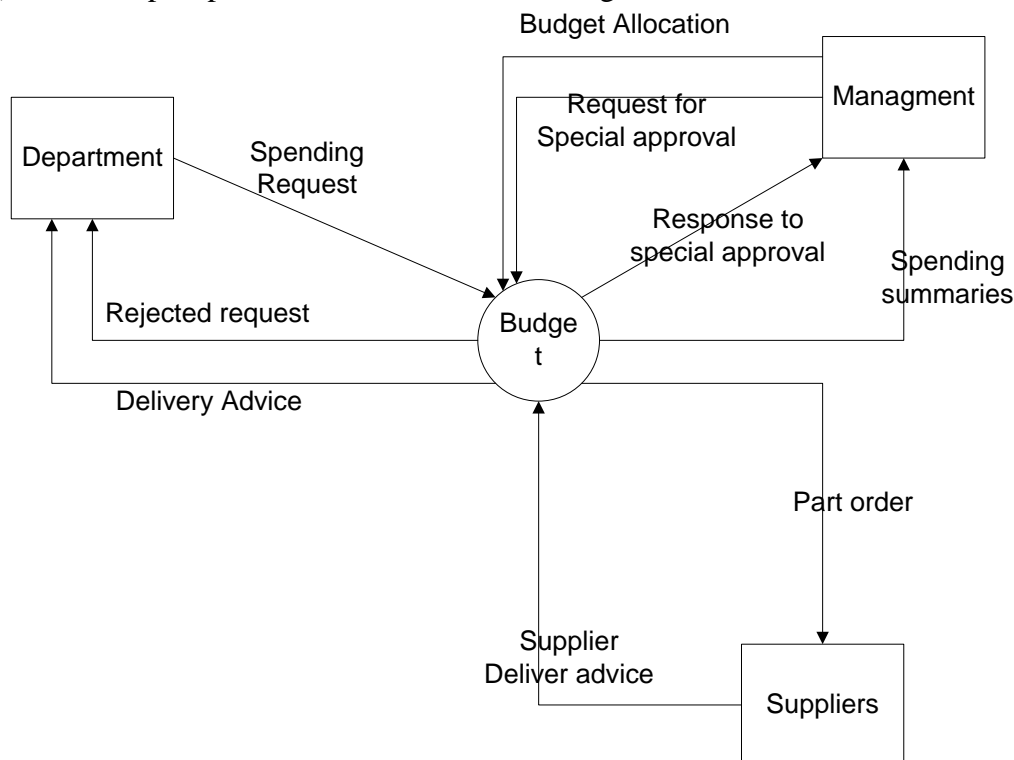 Budget Allocation
Managment
Request for
Special approval
Department
Spending
Request
Response to
special approval
Spending
summaries
Rejected request
Budge
t
Delivery Advice
Part order
Supplier
Deliver advice
Suppliers